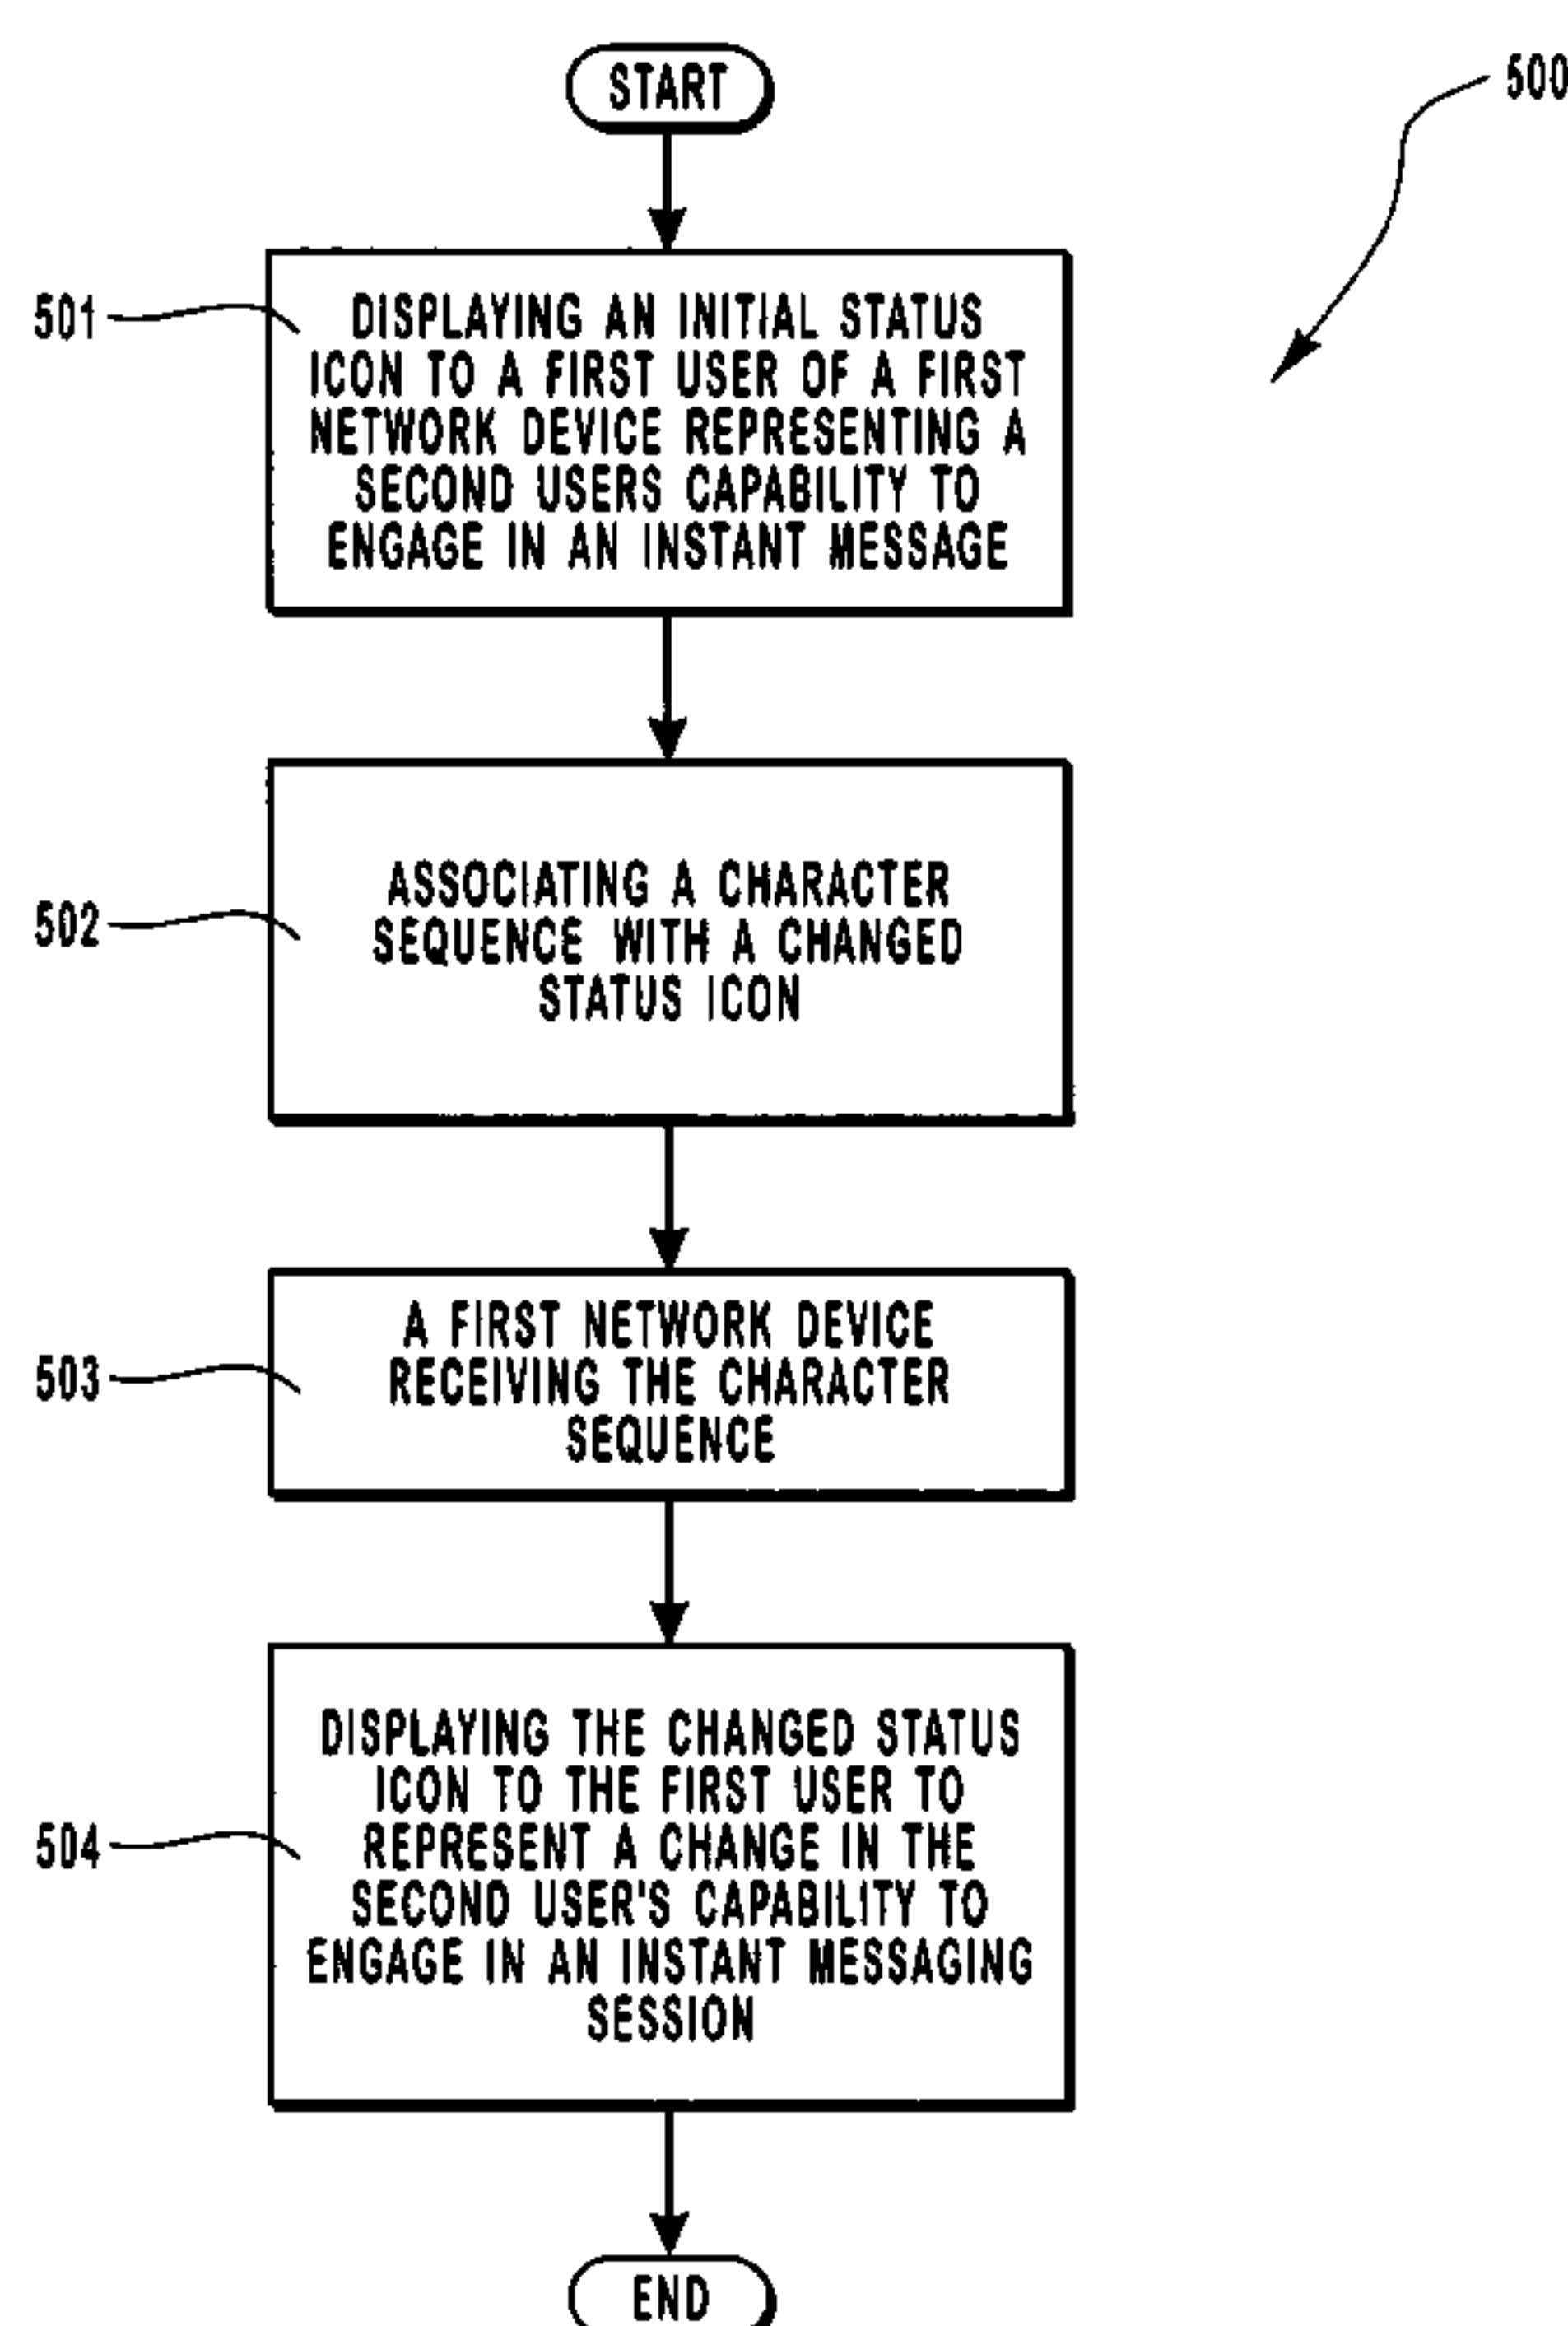 START
500
501
DISPLAYING AN INITIAL STATUS
ICON TO A FIRST USER OF A FIRST
NETWORK DEVICE REPRESENTING A
SECOND USERS CAPABILITY TO
ENGAGE IN AN INSTANT MESSAGE
502
ASSOCIATING A CHARACTER
SEQUENCE WITH A CHANGED
STATUS ICON
503
A FIRST NETWORK DEVICE
RECEIVING THE CHARACTER
SEQUENCE
504
DISPLAYING THE CHANGED STATUS
ICON TO THE FIRST USER TO
REPRESENT A CHANGE IN THE
SECOND USER'S CAPABILITY TO
ENGAGE IN AN INSTANT MESSAGING
SESSION
END